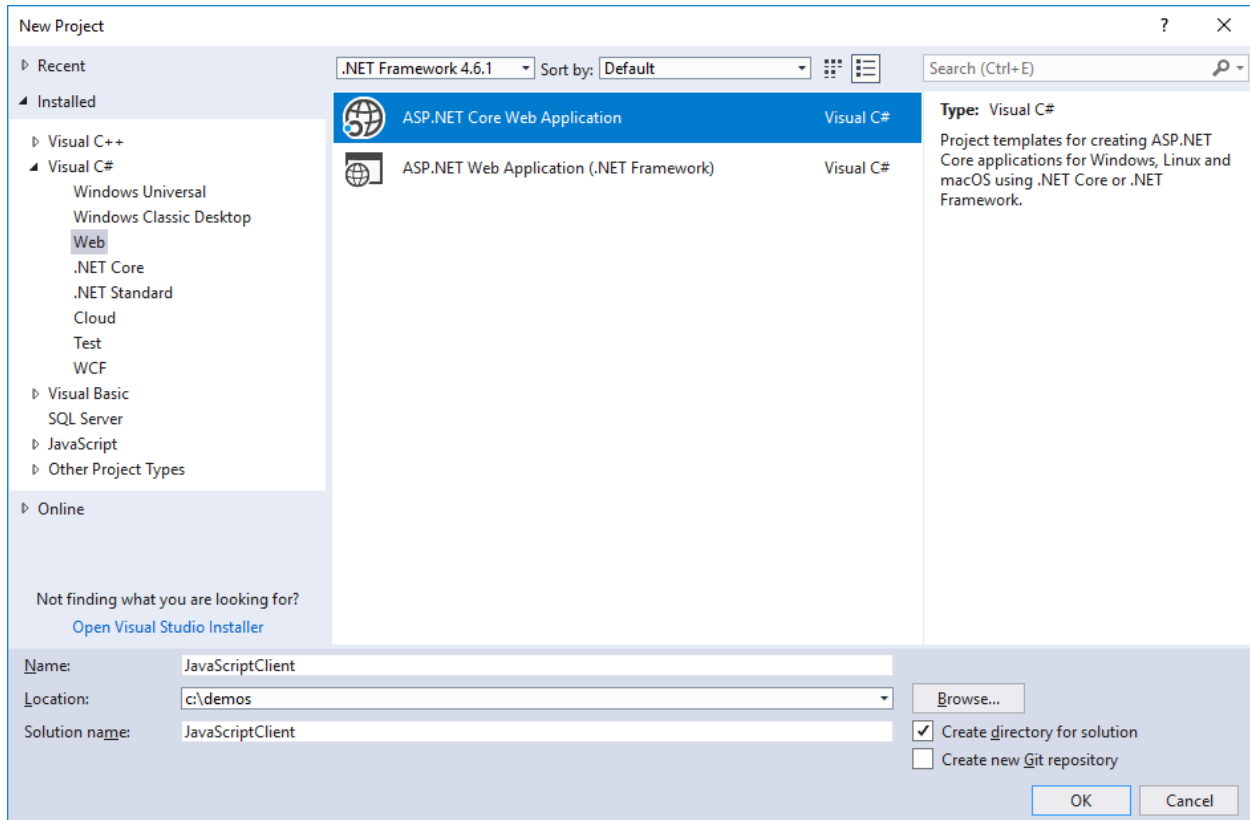 New Project
?
Recent
Installed
Visual C++
Visual C#
Windows Universal
Windows Classic Desktop
Web
.NET Core
.NET Standard
Cloud
Test
WCF
Visual Basic
SQL Server
JavaScript
Other Project Types
Online
Not finding what you are looking for?
Open Visual Studio Installer
.NET Framework 4.6.1 Sort by: Default
ASP.NET Core Web Application Visual C#
ASP.NET Web Application (.NET Framework) Visual C#
Search (Ctrl+E)
Type: Visual C#
Project templates for creating ASP.NET
Core applications for Windows, Linux and
macOS using .NET Core or .NET
Framework.
Name: JavaScriptClient
Location: c:\demos Browse...
Solution name: JavaScriptClient
Create directory for solution
Create new Git repository
OK Cancel